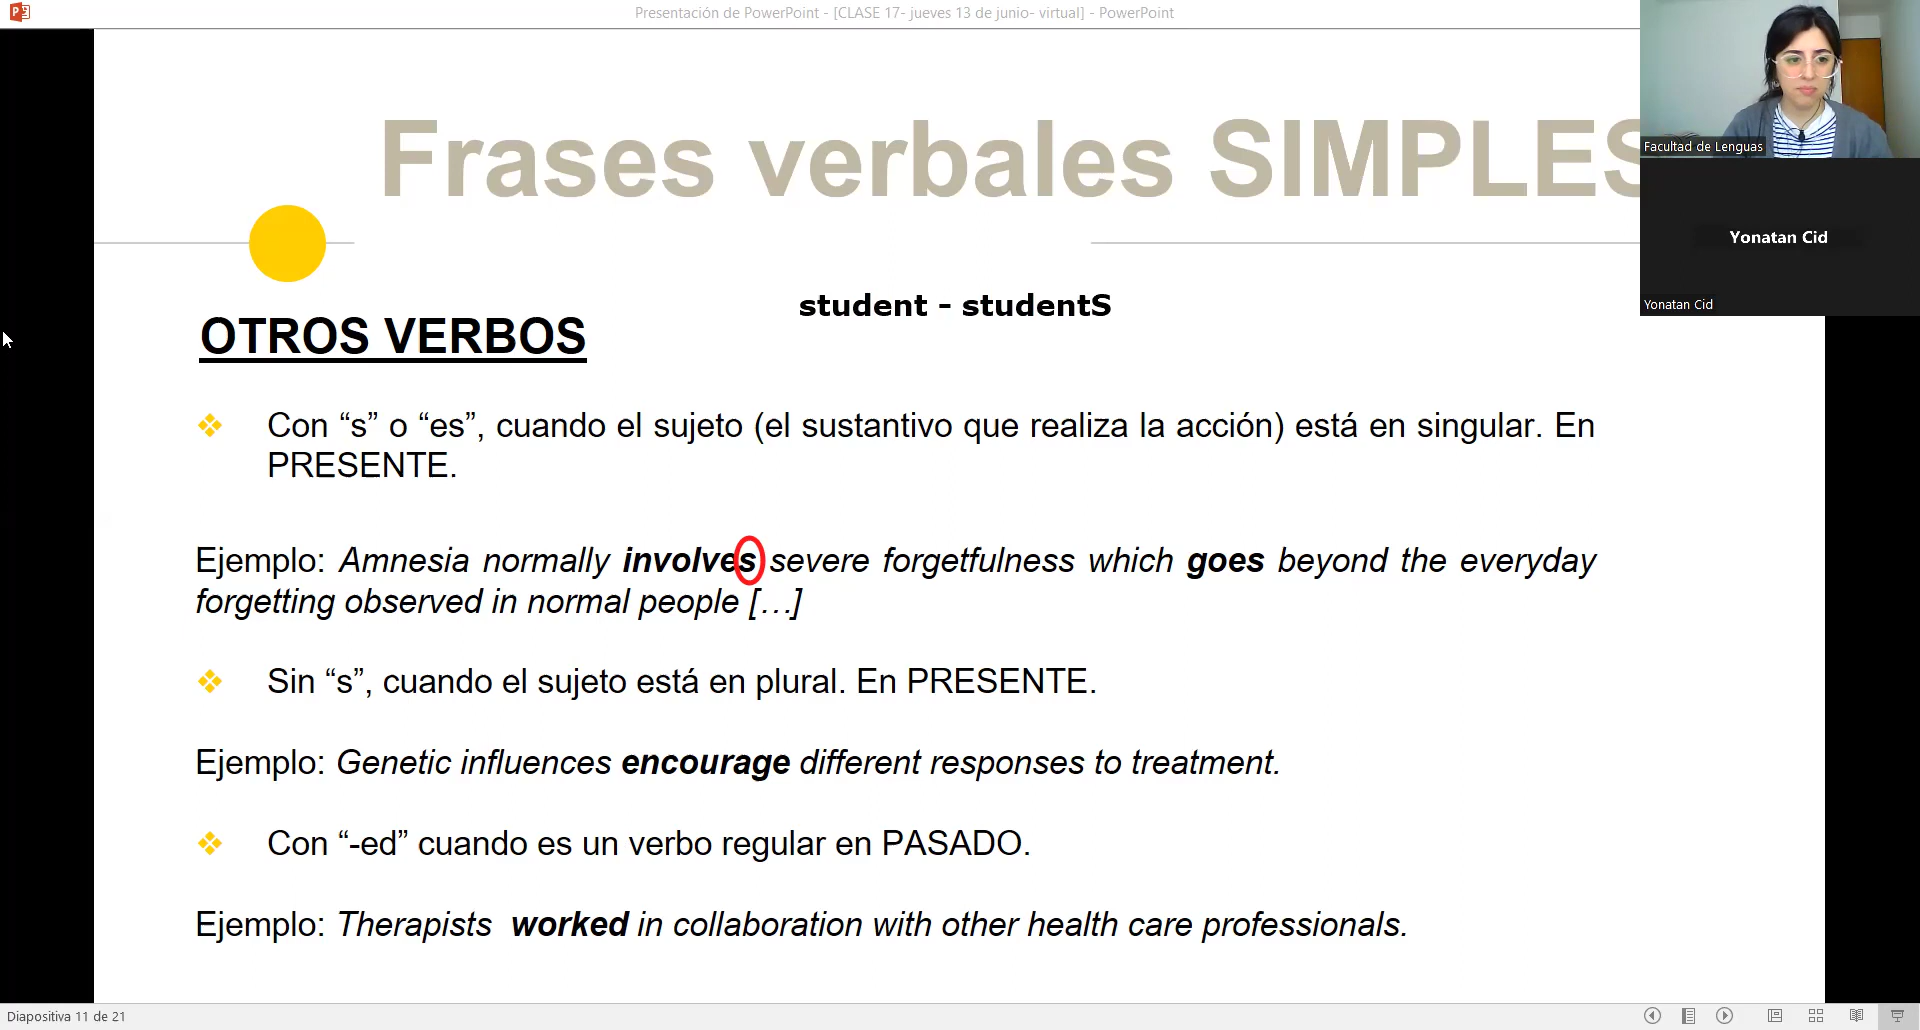 Presentación de PowerPoint - [CLASE 17- jueves 13 de junio- virtual] - PowerPoint
Frases verbales SIMPLES
Facultad de Lenguas
Yonatan Cid
Yonatan Cid
student - studentS
OTROS VERBOS
Con “s” o “es”, cuando el sujeto (el sustantivo que realiza la acción) está en singular. En
PRESENTE.
Ejemplo: Amnesia normally involves severe forgetfulness which goes beyond the everyday
forgetting observed in normal people […]
Sin “s”, cuando el sujeto está en plural. En PRESENTE.
Ejemplo: Genetic influences encourage different responses to treatment.
Con “-ed” cuando es un verbo regular en PASADO.
Ejemplo: Therapists worked in collaboration with other health care professionals.
Diapositiva 11 de 21